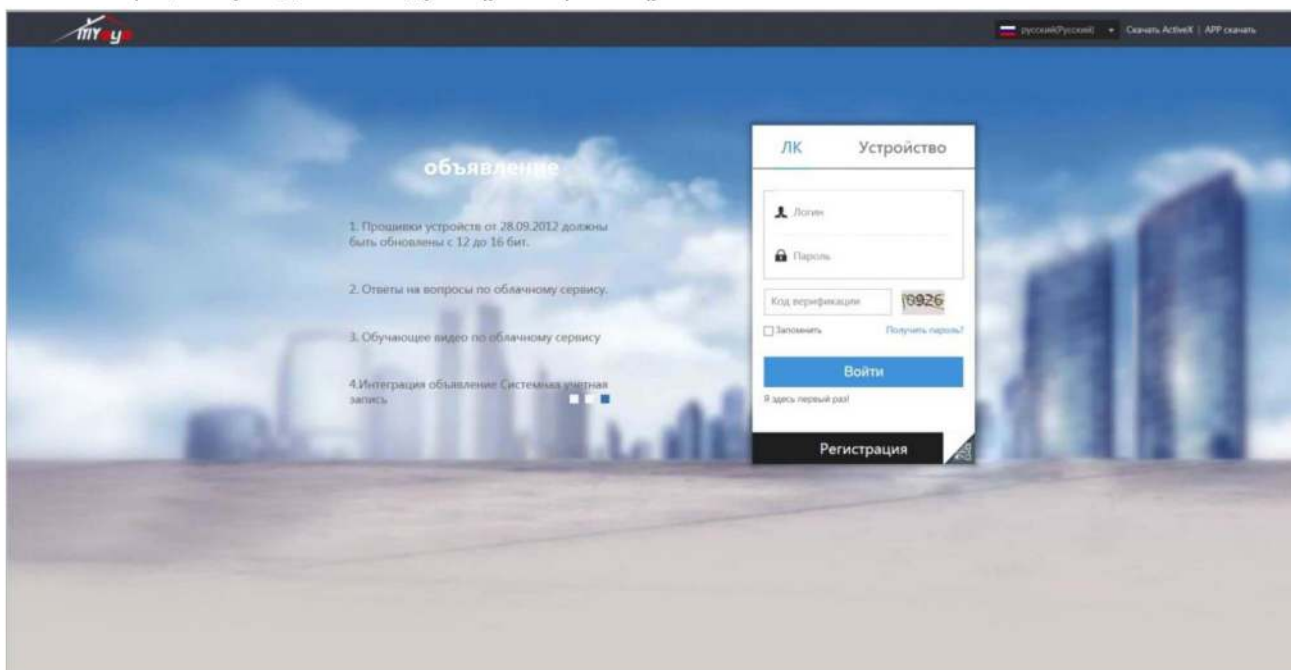 MYeye
русский(Русский)
Скачать ActiveX | APP скачать
объявление
1. Прошивки устройств от 28.09.2012 должны
быть обновлены с 12 до 16 бит.
2. Ответы на вопросы по облачному сервису.
3. Обучающее видео по облачному сервису
4.Интеграция объявление Системная учетная
запись
ЛК Устройство
Логин
Пароль
Код верификации 0926
Запомнить Получить пароль?
Войти
Я здесь первый раз!
Регистрация